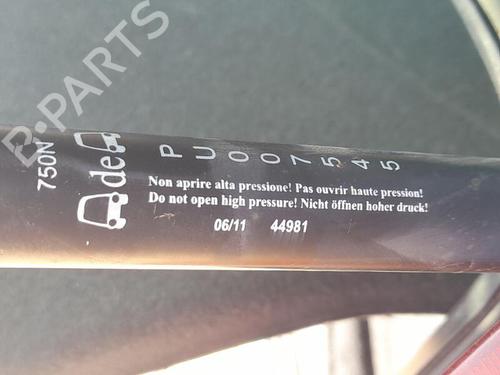 B-PARTS
750N
de
PU007545
Non aprire alta pressione! Pas ouvrir haute pression!
Do not open high pressure! Nicht öffnen hoher druck!
06/11 44981